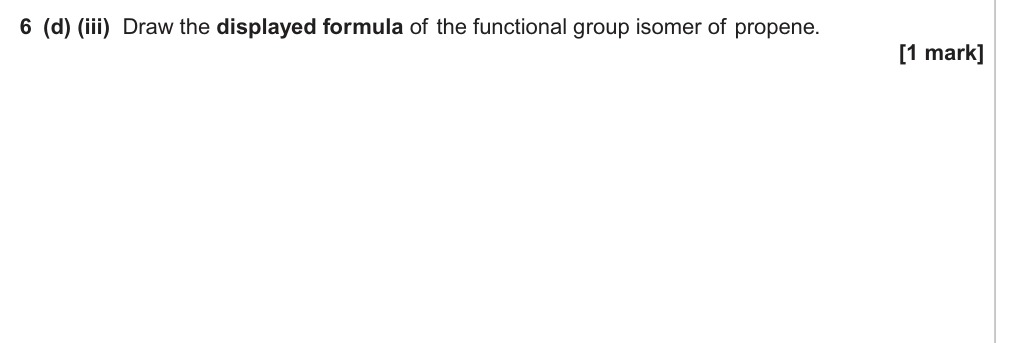 6 (d) (iii) Draw the displayed formula of the functional group isomer of propene.
[1 mark]